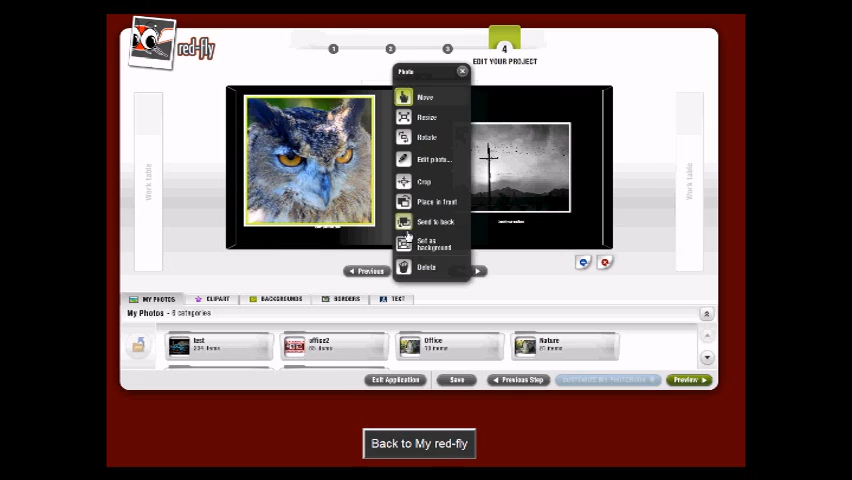 red-fly
1
2
3
4
EDIT YOUR PROJECT
Photo
Move
Resize
Rotate
Edit photo...
Crop
Place in front
Send to back
Set as
background
Delete
Work table
Work table
Previous
MY PHOTOS
CLIPART
BACKGROUNDS
BORDERS
TEXT
My Photos - 6 categories
test
office2
Office
Nature
Exit Application
Save
Previous Step
Preview
Back to My red-fly